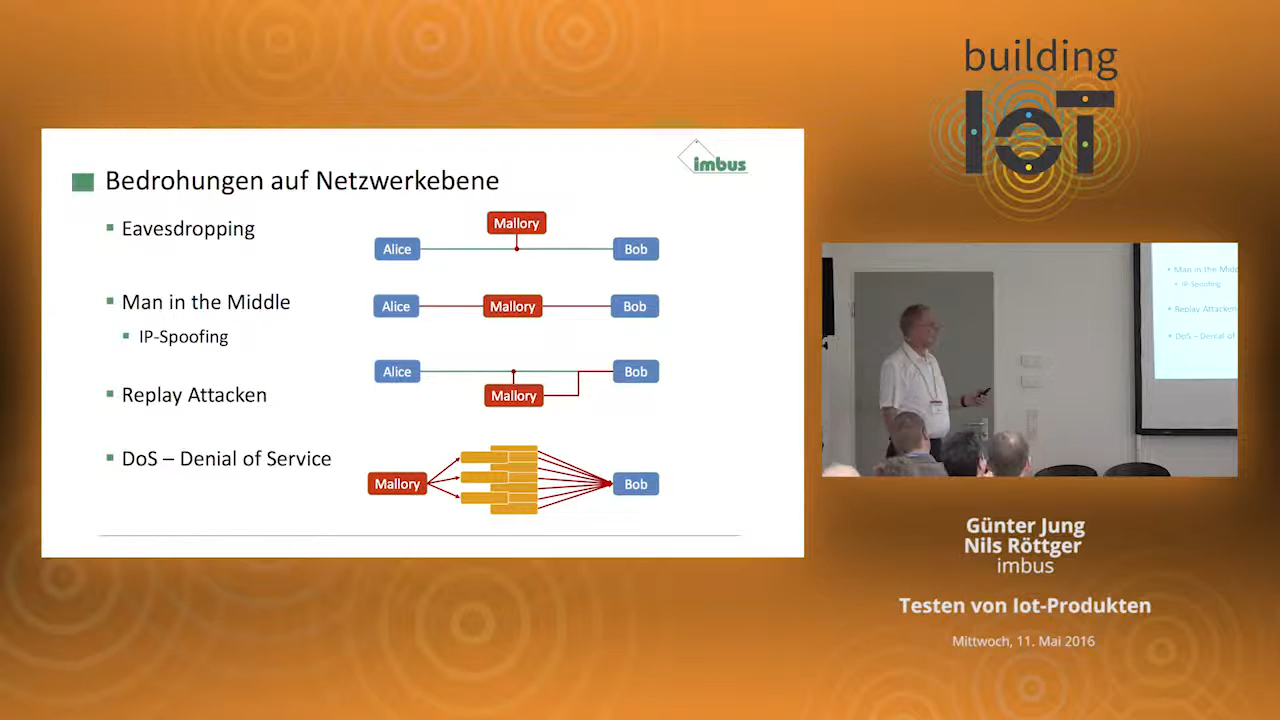 building
IoT
imbus
Bedrohungen auf Netzwerkebene
Eavesdropping
Mallory
Alice
Bob
Man in the Middle
Alice
Mallory
Bob
IP-Spoofing
Alice
Bob
Replay Attacken
Mallory
DoS – Denial of Service
Mallory
Bob
Man in the Midd
IP-Spoofing
Replay Attacken
DoS – Denial of
Günter Jung
Nils Röttger
imbus
Testen von Iot-Produkten
Mittwoch, 11. Mai 2016